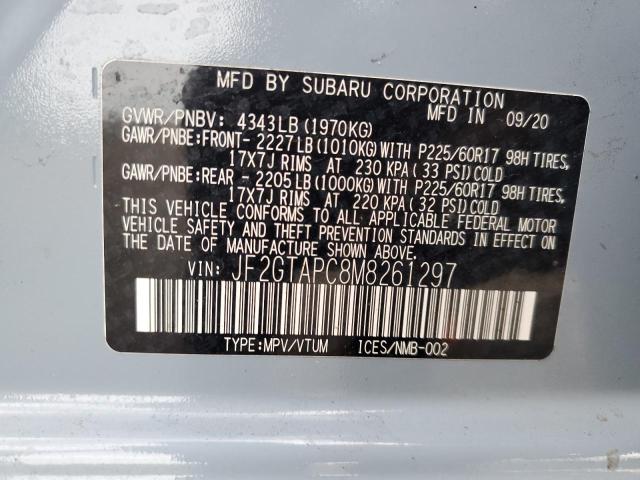 MFD BY SUBARU CORPORATION
GVWR/PNBV: 4343LB(1970KG) MFD IN 09/20
GAWR/PNBE:FRONT- 2227LB(1010KG)WITH P225/60R17 98H TIRES,
17X7J RIMS AT 230 KPA(33 PSI)COLD
GAWR/PNBE:REAR - 2205LB(1000KG)WITH P225/60R17 98H TIRES,
17X7J RIMS AT 220 KPA(32 PSI)COLD
THIS VEHICLE CONFORMS TO ALL APPLICABLE FEDERAL MOTOR
VEHICLE SAFETY AND THEFT PREVENTION STANDARDS IN EFFECT ON
THE DATE OF MANUFACTURE SHOWN ABOVE.
VIN: JF2GTAPC8M8261297
TYPE:MPV/VTUM ICES/NMB-002